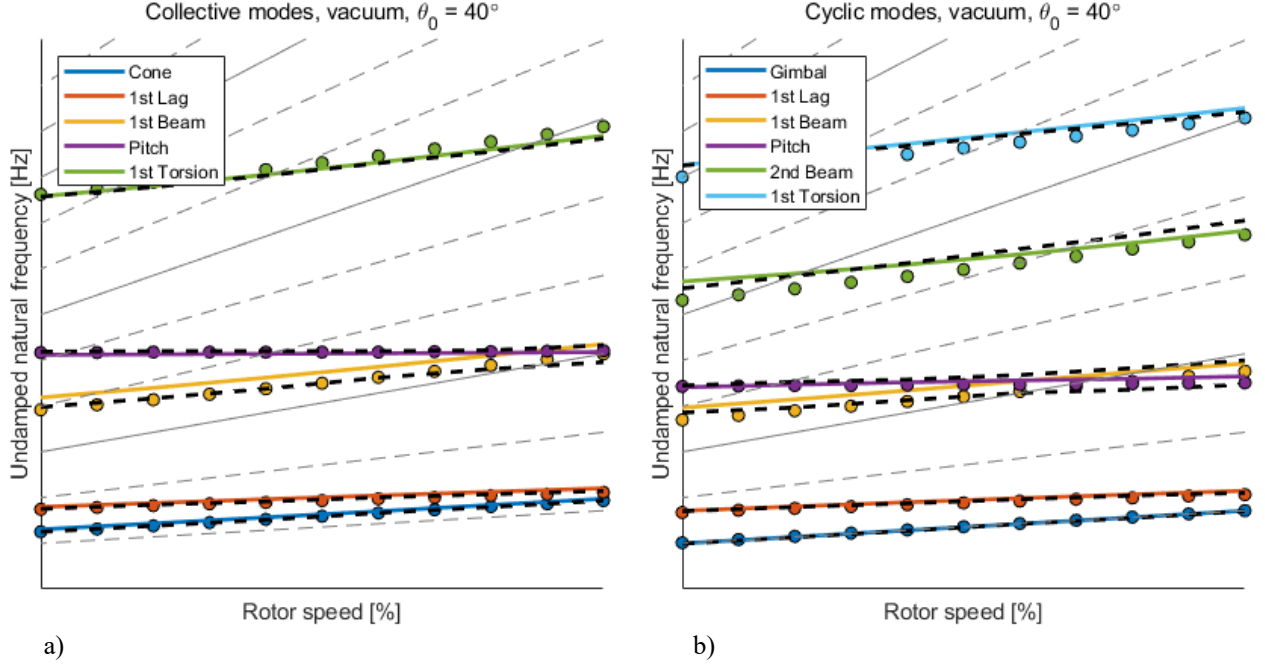 Collective modes, vacuum, θ0 = 40°
Undamped natural frequency [Hz]
Cone
1st Lag
1st Beam
Pitch
1st Torsion
Rotor speed [%]
a)
Cyclic modes, vacuum, θ0 = 40°
Undamped natural frequency [Hz]
Gimbal
1st Lag
1st Beam
Pitch
2nd Beam
1st Torsion
Rotor speed [%]
b)